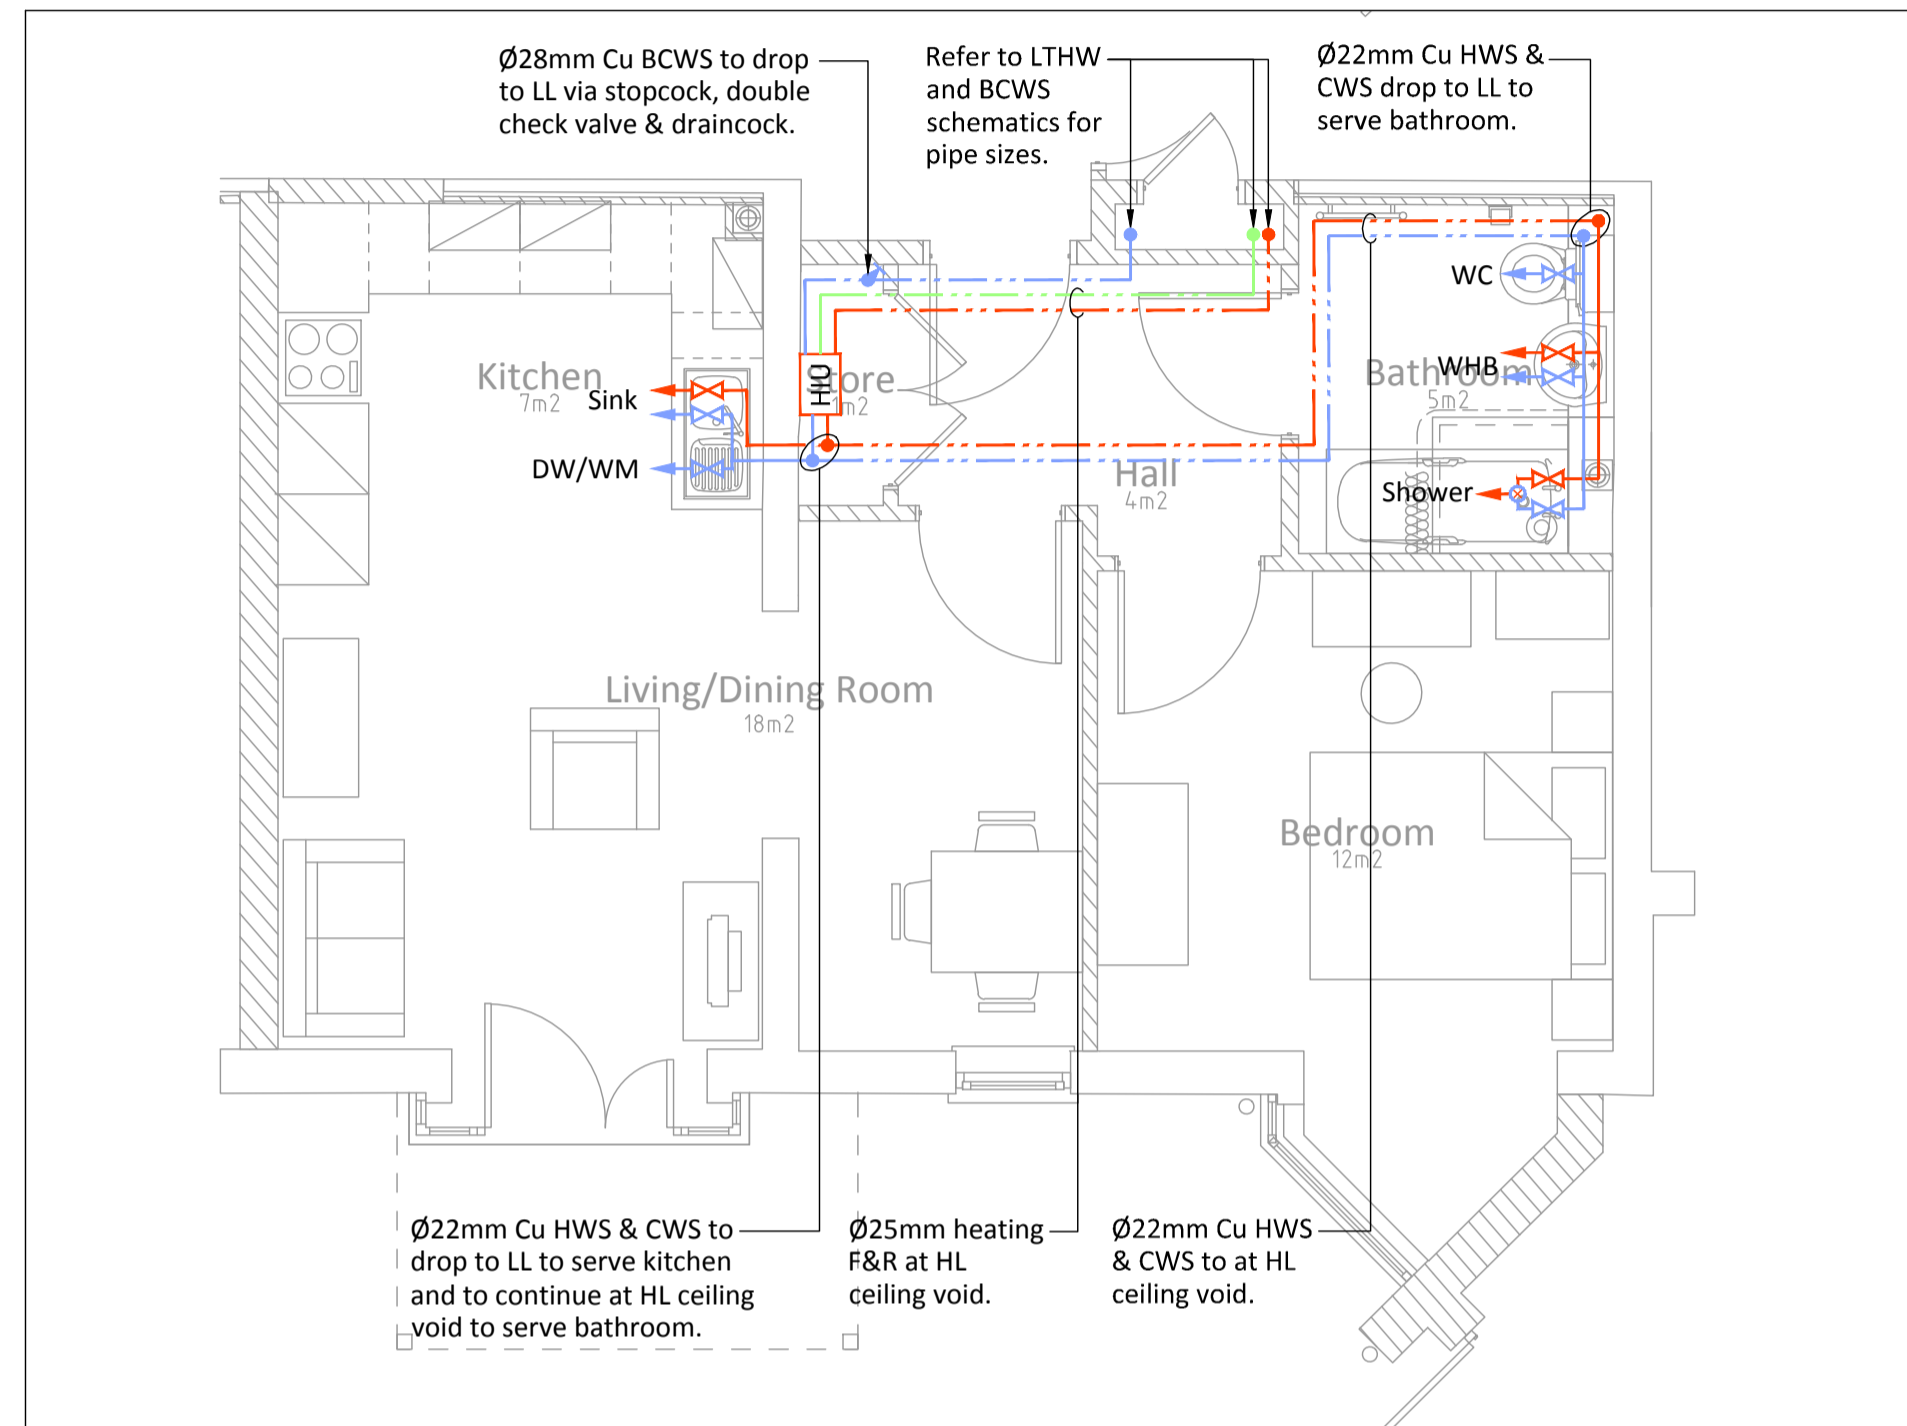 Ø28mm Cu BCWS to drop
to LL via stopcock, double
check valve & draincock.
Refer to LTHW
and BCWS
schematics for
pipe sizes.
Ø22mm Cu HWS &
CWS drop to LL to
serve bathroom.
WC
Kitchen
7m2
Sink
HIU
Store
1m2
WHB
Bathroom
5m2
DW/WM
Hall
4m2
Shower
Living/Dining Room
18m2
Bedroom
12m2
Ø22mm Cu HWS & CWS to
drop to LL to serve kitchen
and to continue at HL ceiling
void to serve bathroom.
Ø25mm heating
F&R at HL
ceiling void.
Ø22mm Cu HWS
& CWS to at HL
ceiling void.